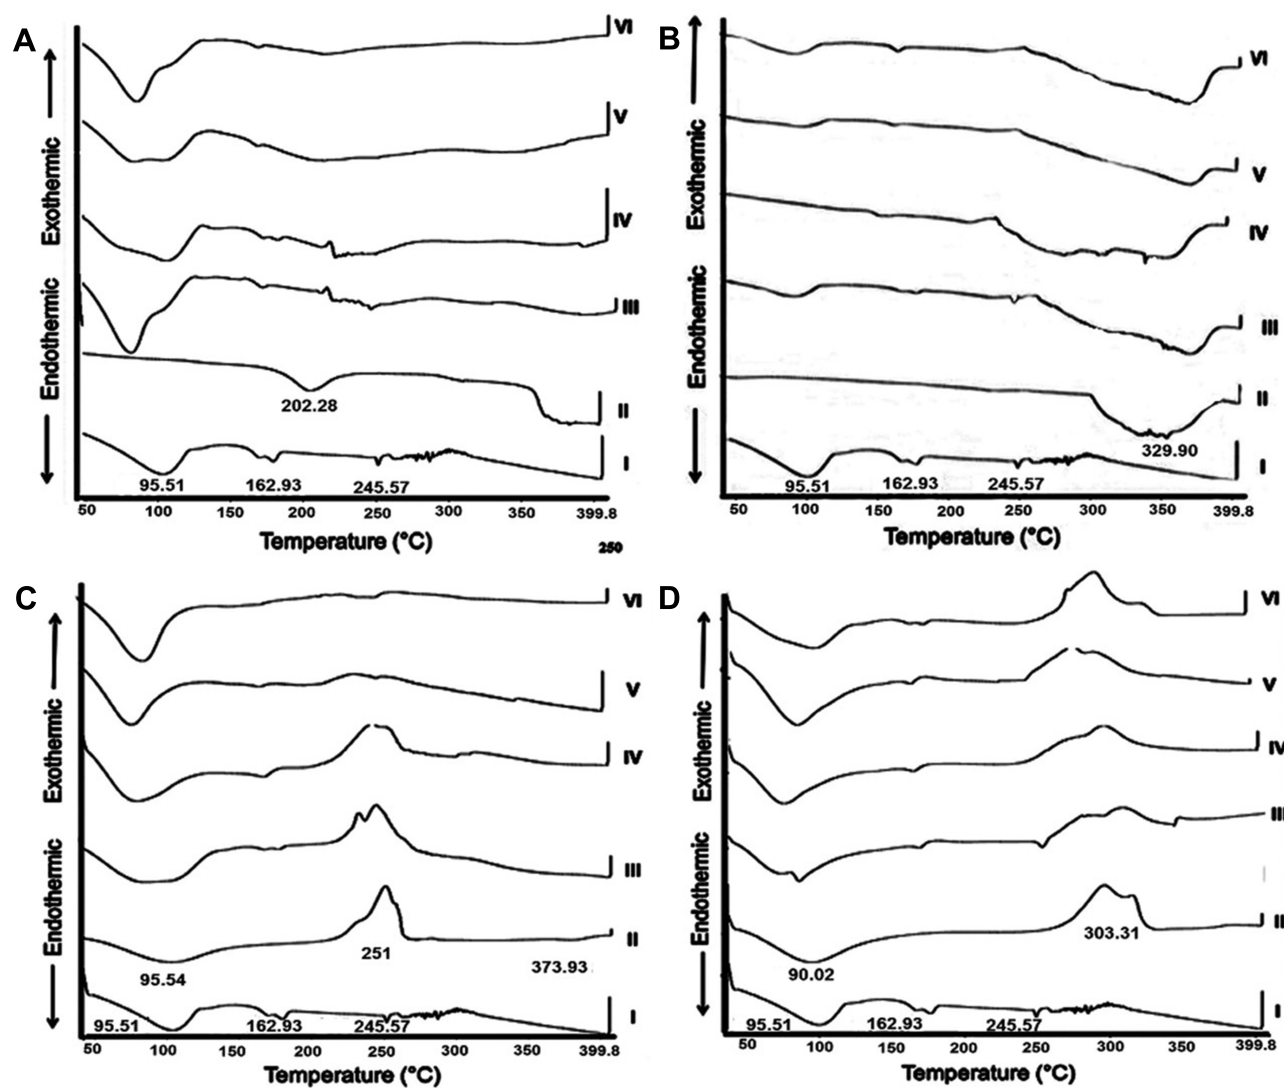 A
Exothermic
Endothermic
VI
V
IV
III
II
I
202.28
95.51
162.93
245.57
50
100
150
200
250
300
350
399.8
Temperature (°C)
250
B
Exothermic
Endothermic
VI
V
IV
III
II
I
329.90
95.51
162.93
245.57
50
100
150
200
250
300
350
399.8
Temperature (°C)
C
Exothermic
Endothermic
VI
V
IV
III
II
I
251
95.54
373.93
95.51
162.93
245.57
50
100
150
200
250
300
350
399.8
Temperature (°C)
D
Exothermic
Endothermic
VI
V
IV
III
II
I
303.31
90.02
95.51
162.93
245.57
50
100
150
200
250
300
350
399.8
Temperature (°C)